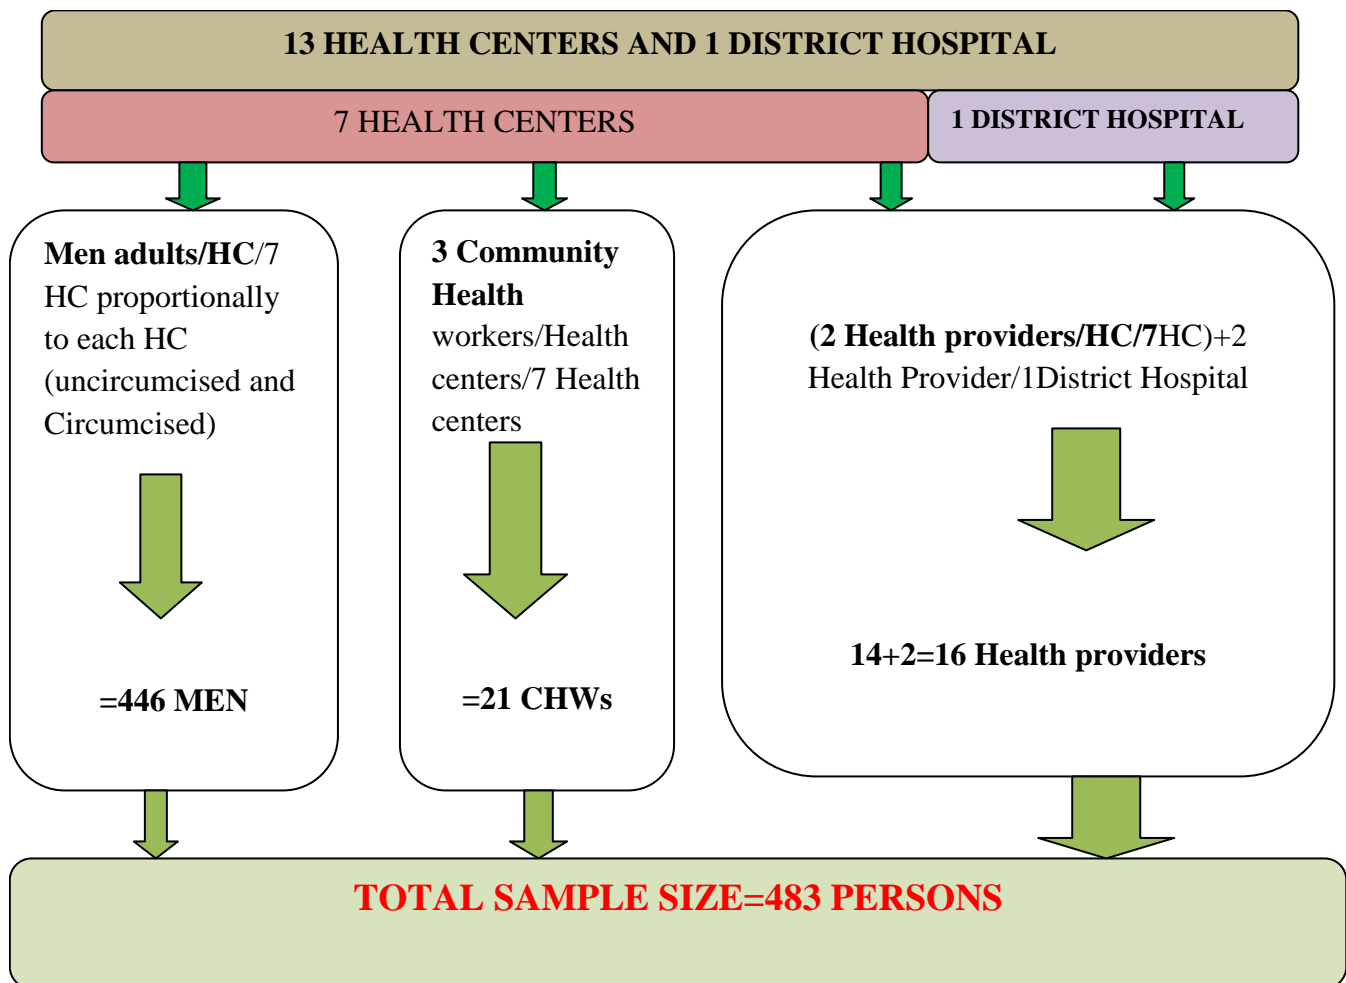 13 HEALTH CENTERS AND 1 DISTRICT HOSPITAL
7 HEALTH CENTERS
1 DISTRICT HOSPITAL
Men adults/HC/7
HC proportionally
to each HC
(uncircumcised and
Circumcised)
=446 MEN
3 Community
Health
workers/Health
centers/7 Health
centers
=21 CHWs
(2 Health providers/HC/7HC)+2
Health Provider/1District Hospital
14+2=16 Health providers
TOTAL SAMPLE SIZE=483 PERSONS